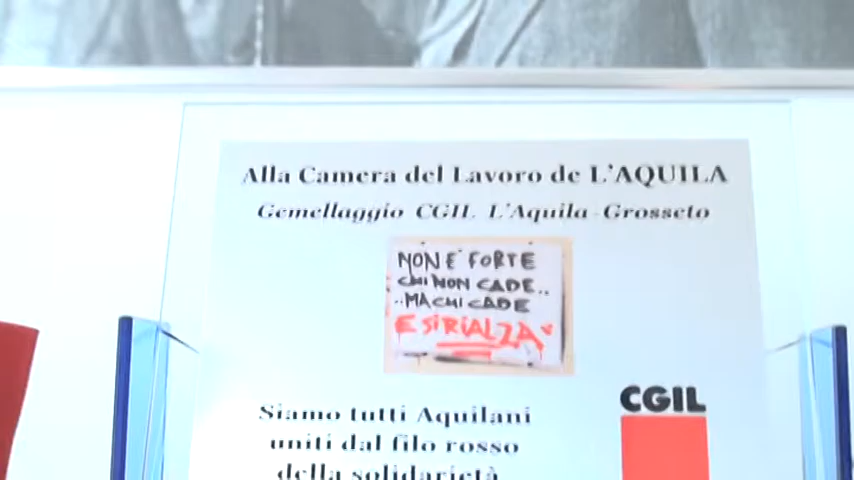 Alla Camera del Lavoro de L'AQUILA
Gemellaggio CGIL L'Aquila-Grosseto
NON È FORTE
CHI NON CADE..
..MA CHI CADE
E SI RIALZA
Siamo tutti Aquilani
uniti dal filo rosso
della solidarietà
CGIL